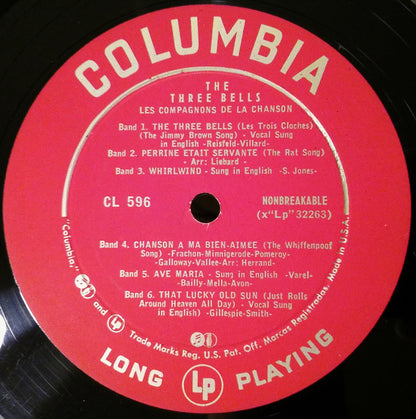 COLUMBIA
THE
THREE BELLS
LES COMPAGNONS DE LA CHANSON
Band 1. THE THREE BELLS (Les Trois Cloches)
(The Jimmy Brown Song) - Vocal Sung
in English -Reisfeld-Villard-
Band 2. PERRINE ETAIT SERVANTE (The Rat Song)
- Arr: Liebard -
Band 3. WHIRLWIND - Sung in English -S. Jones-
CL 596
NONBREAKABLE
(x"Lp"32263)
Band 4. CHANSON A MA BIEN-AIMEE (The Whiffenpoof
Song) -Frachon-Minnigerode-Pomeroy-
-Galloway-Vallee-Arr: Herrand-
Band 5. AVE MARIA - Sung in English -Varel-
-Bailly-Mella-Avon-
Band 6. THAT LUCKY OLD SUN (Just Rolls
Around Heaven All Day) - Vocal Sung
in English) -Gillespie-Smith-
"Columbia," and LP Trade Marks Reg. U.S. Pat. Off. Marcas Registradas. Made in U.S.A.
LONG LP PLAYING